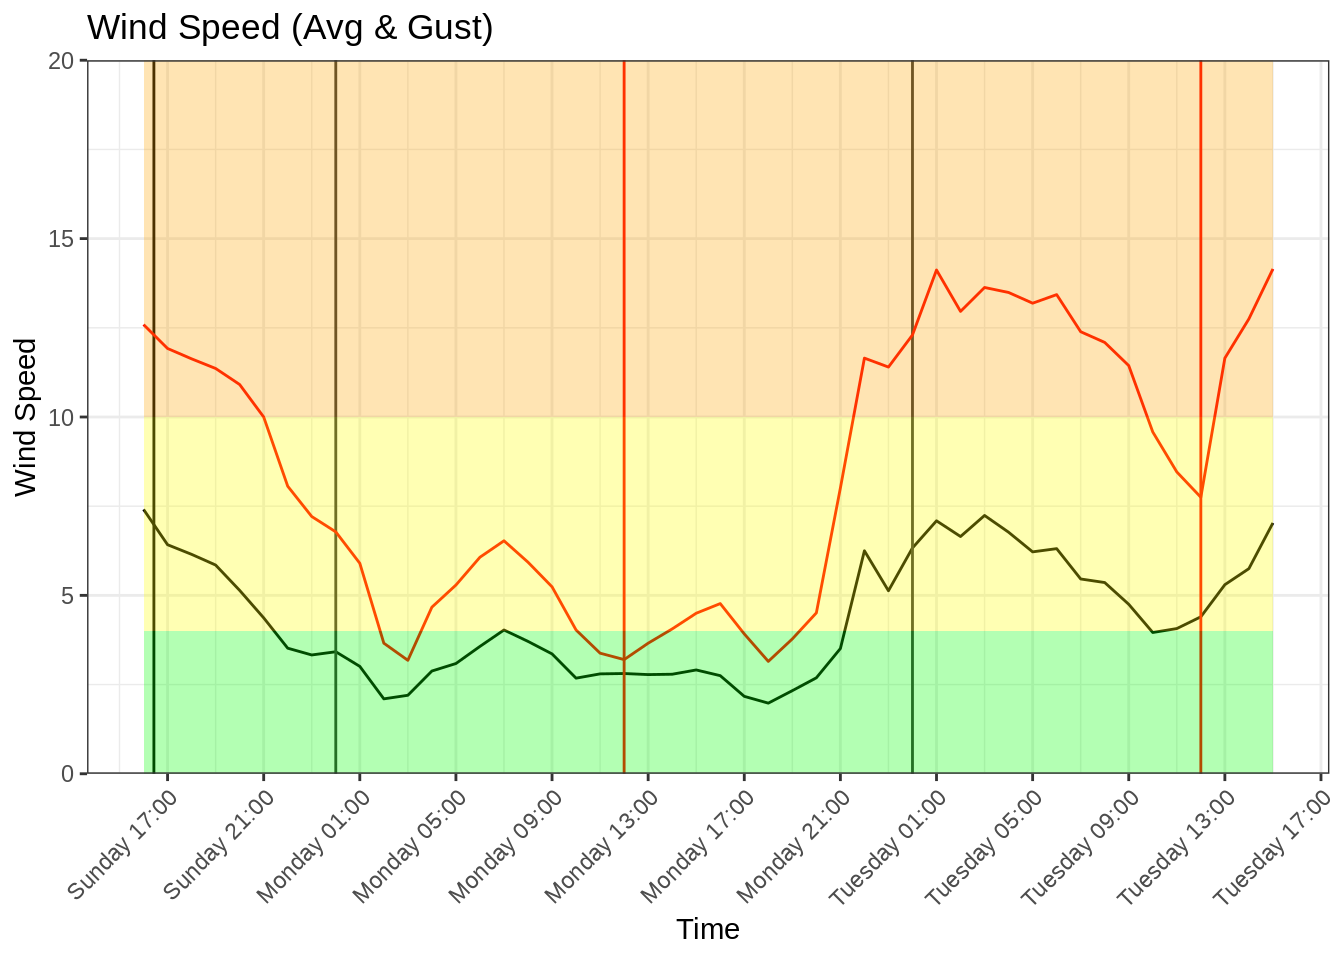 Wind Speed (Avg & Gust)
20
15
10
5
0
Wind Speed
Sunday 17:00
Sunday 21:00
Monday 01:00
Monday 05:00
Monday 09:00
Monday 13:00
Monday 17:00
Monday 21:00
Tuesday 01:00
Tuesday 05:00
Tuesday 09:00
Tuesday 13:00
Tuesday 17:00
Time